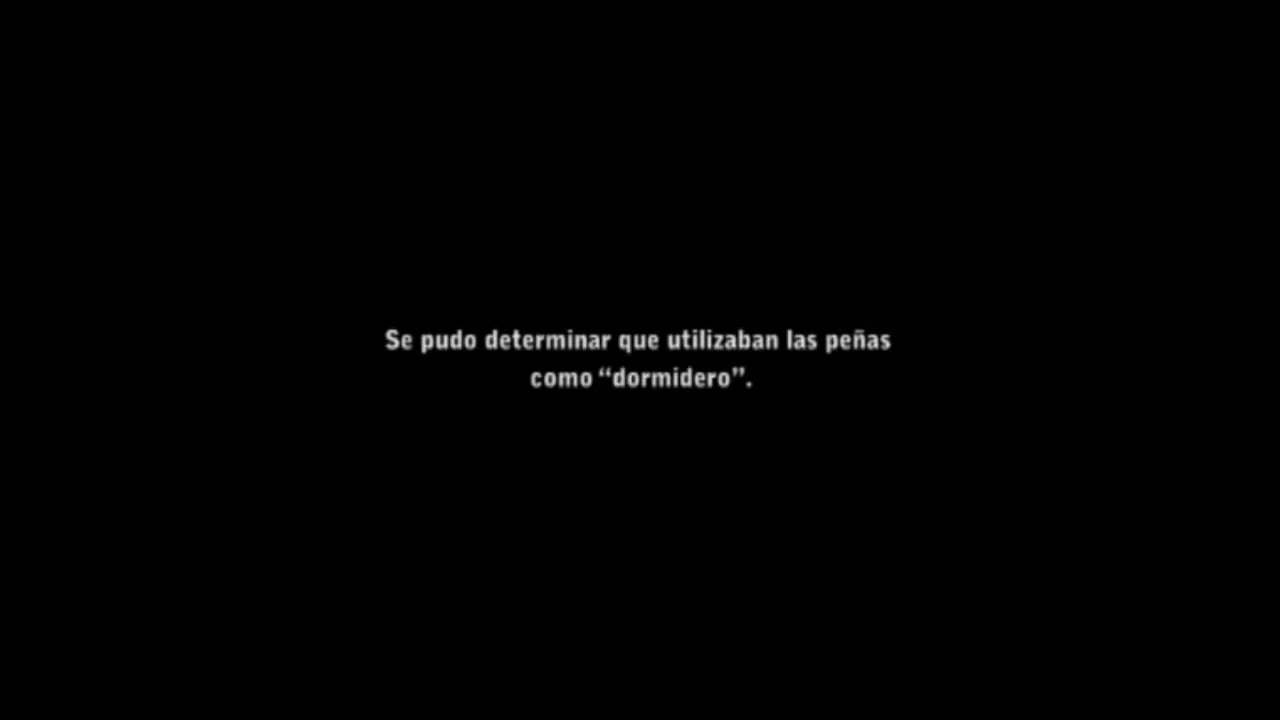 Se pudo determinar que utilizaban las peñas
como “dormidero”.